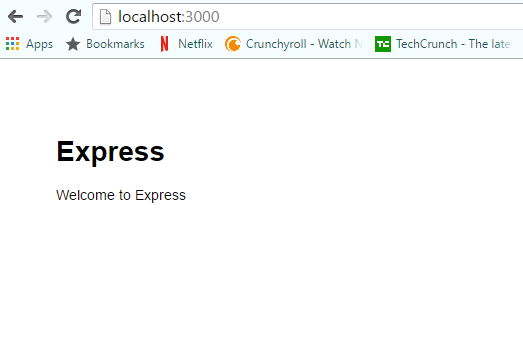 localhost:3000
Apps Bookmarks Netflix Crunchyroll - Watch TechCrunch - The late
Express
Welcome to Express